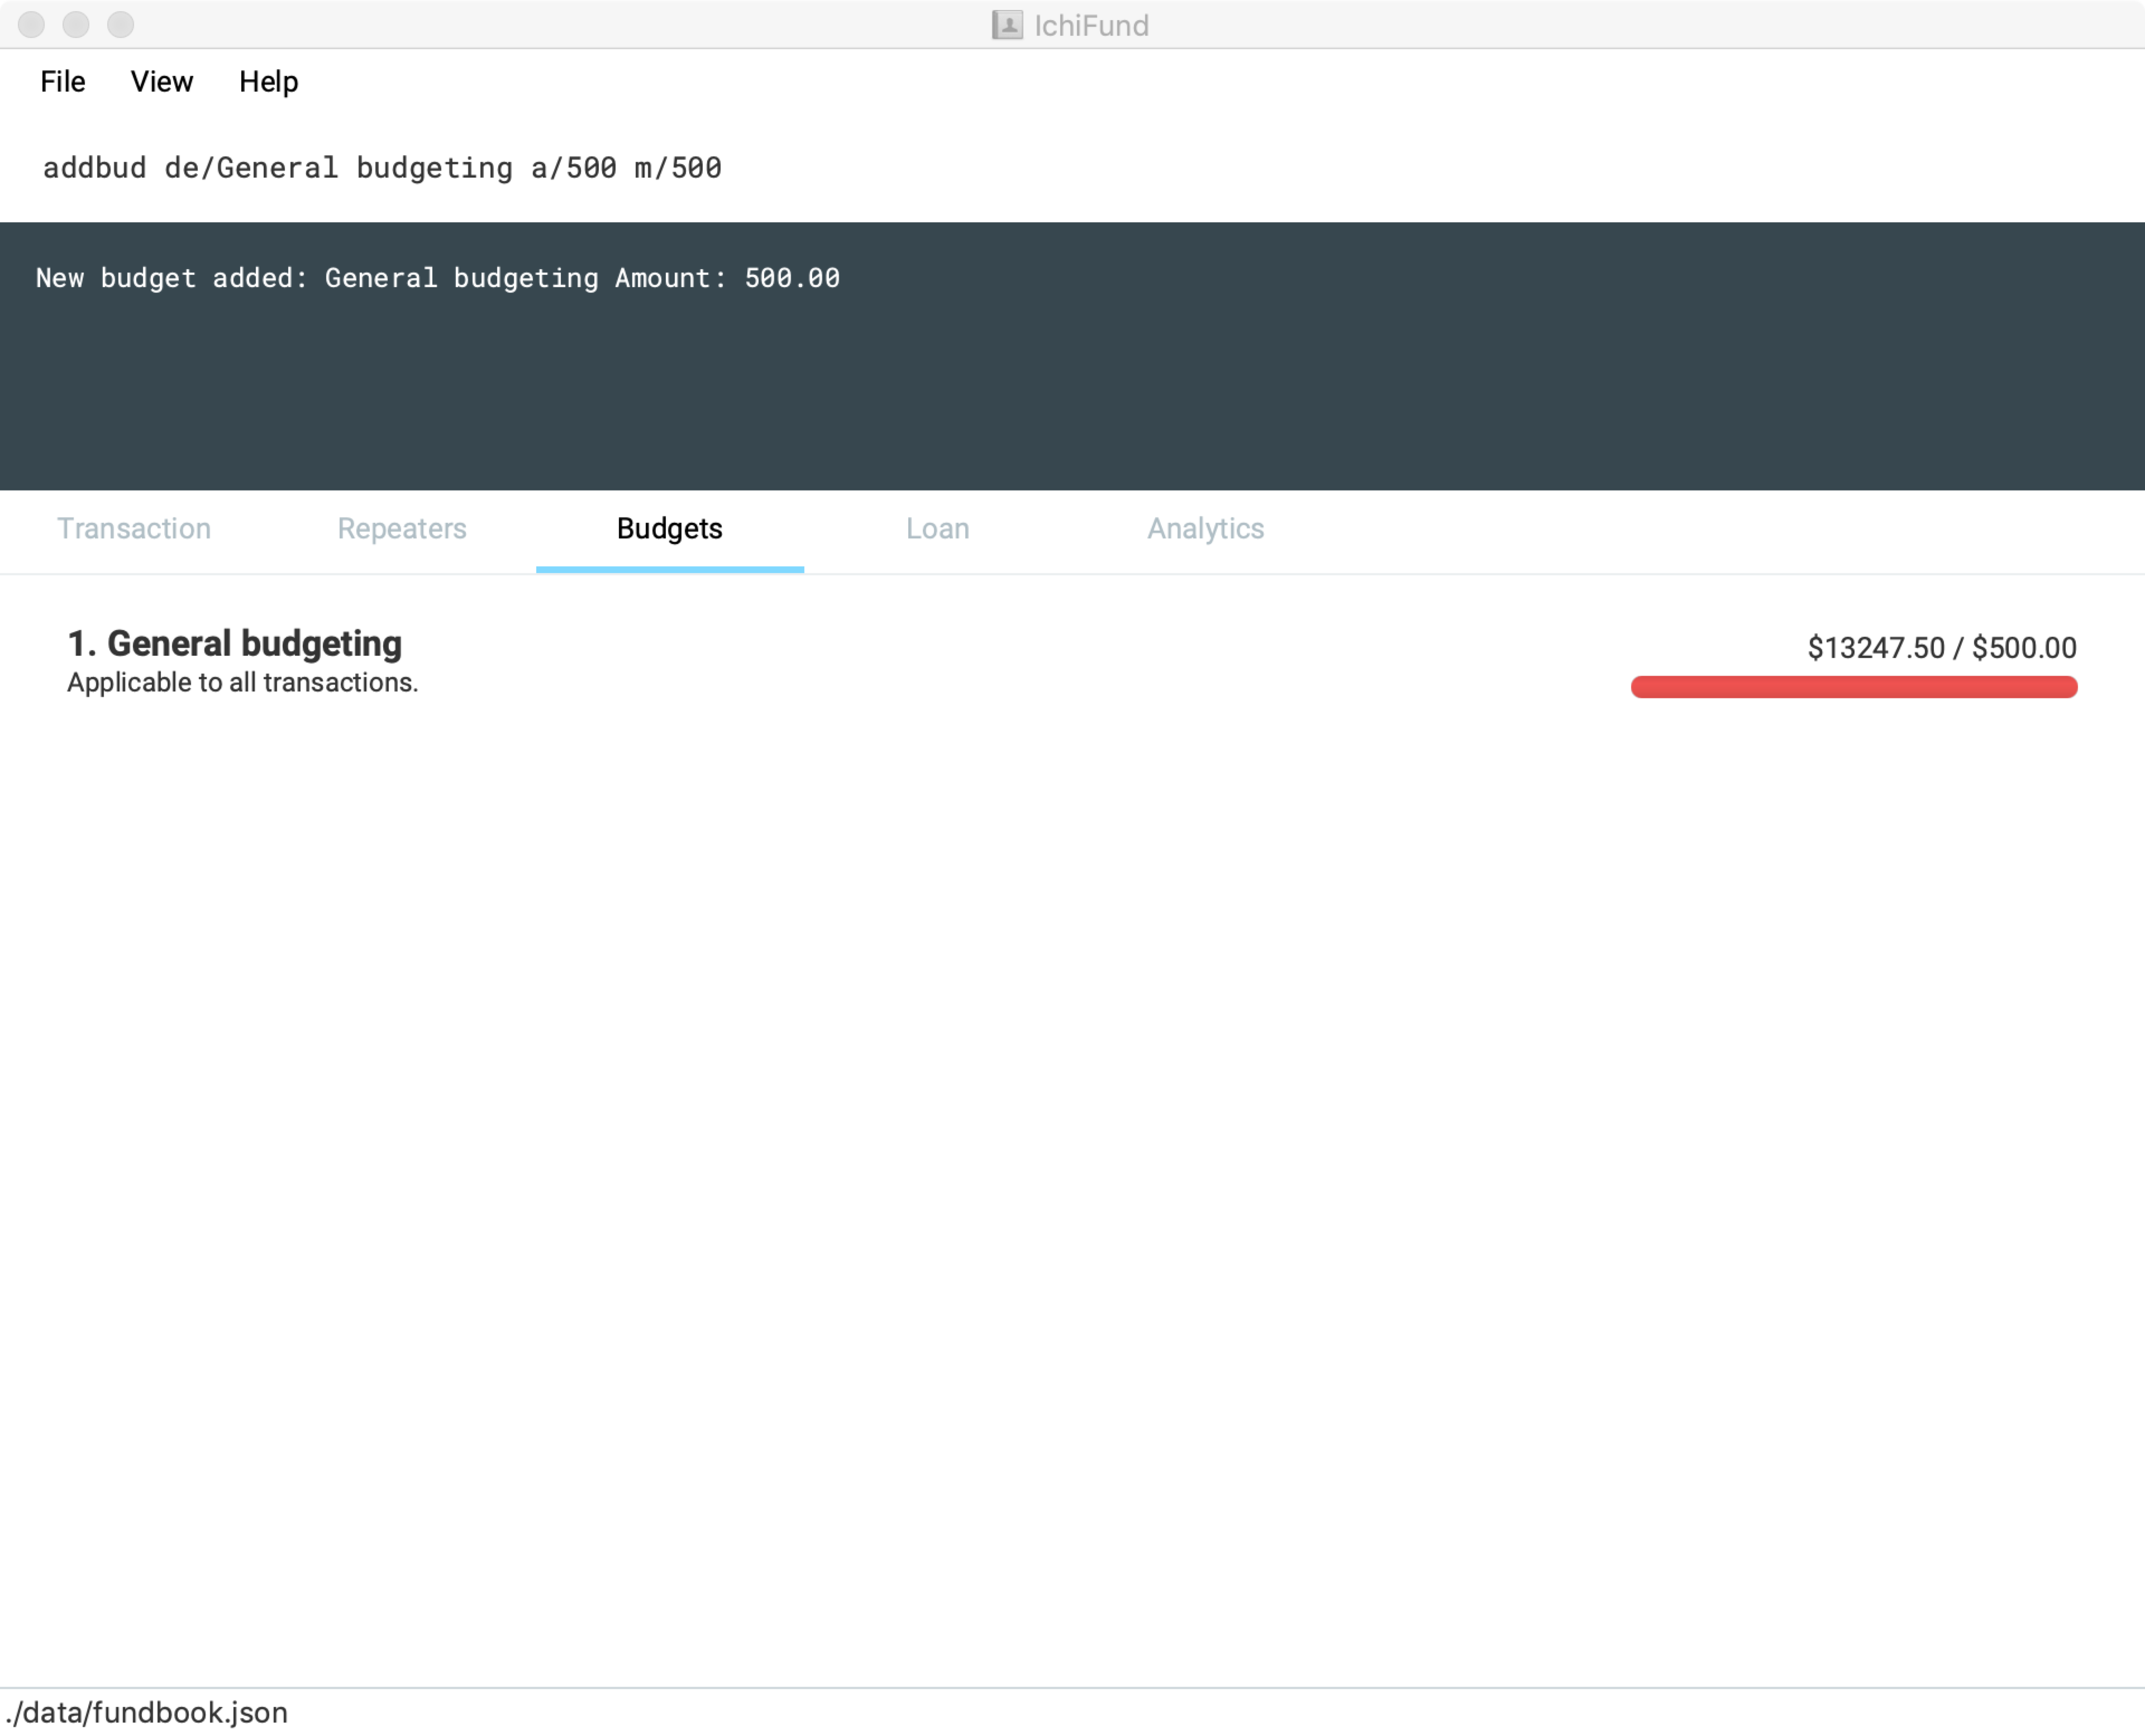 IchiFund
File View Help
addbud de/General budgeting a/500 m/500
New budget added: General budgeting Amount: 500.00
Transaction Repeaters Budgets Loan Analytics
1. General budgeting
$13247.50 / $500.00
Applicable to all transactions.
./data/fundbook.json